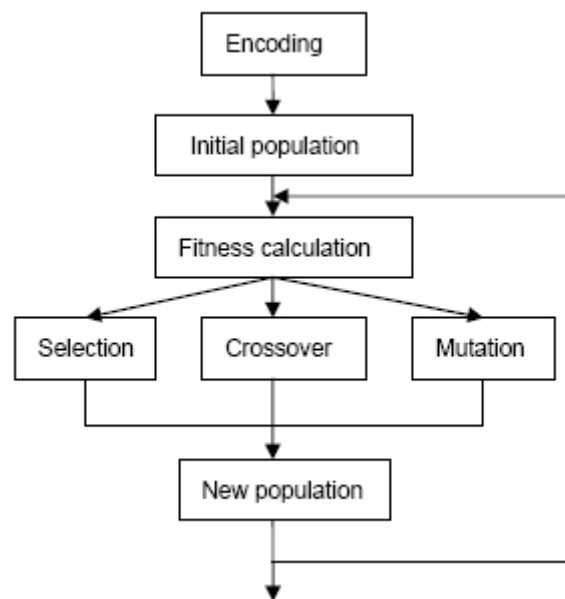 Encoding
Initial population
Fitness calculation
Selection
Crossover
Mutation
New population